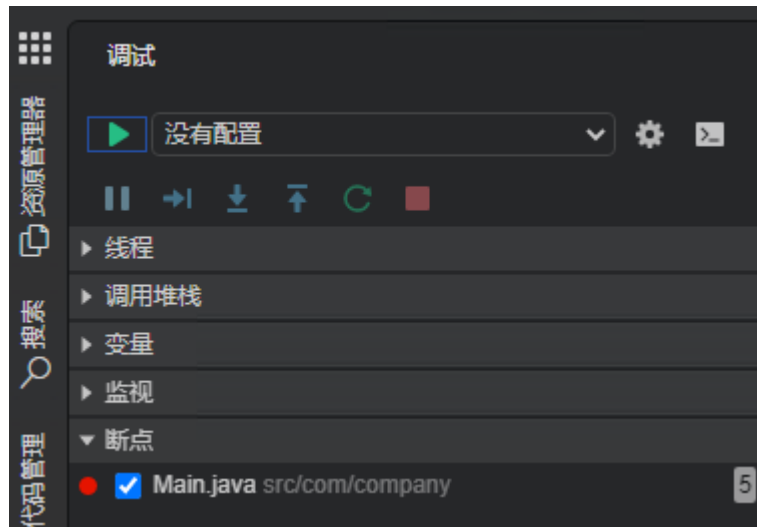 调试
没有配置
线程
调用堆栈
变量
监视
断点
Main.java src/com/company 5
资源管理器
搜索
代码管理